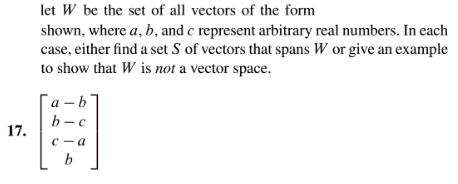 let W be the set of all vectors of the form
shown, where a, b, and c represent arbitrary real numbers. In each
case, either find a set S of vectors that spans W or give an example
to show that W is not a vector space.
17.
a − b
b − c
c − a
b